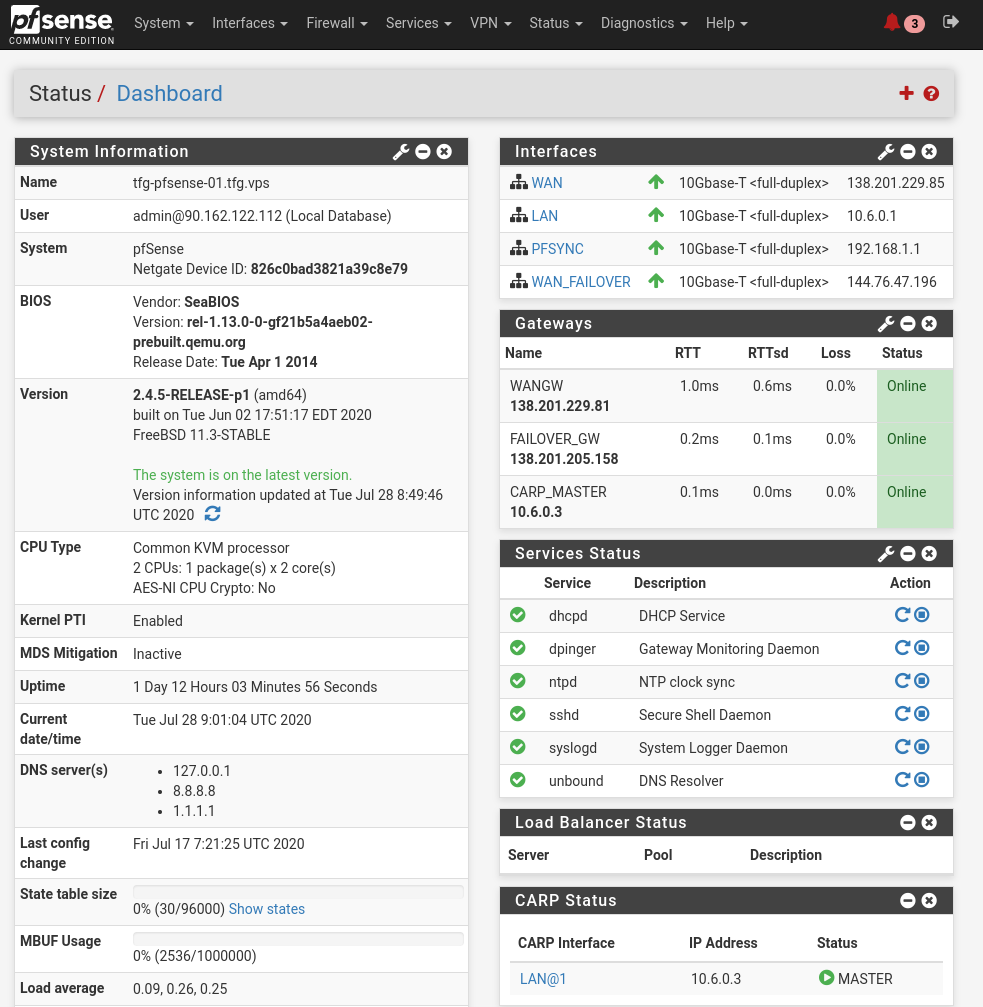 pfsense
COMMUNITY EDITION
System Interfaces Firewall Services VPN Status Diagnostics Help 3
Status / Dashboard
System Information
Name tfg-pfsense-01.tfg.vps
User admin@90.162.122.112 (Local Database)
System pfSense
Netgate Device ID: 826c0bad3821a39c8e79
BIOS Vendor: SeaBIOS
Version: rel-1.13.0-0-gf21b5a4aeb02-
prebuilt.qemu.org
Release Date: Tue Apr 1 2014
Version 2.4.5-RELEASE-p1 (amd64)
built on Tue Jun 02 17:51:17 EDT 2020
FreeBSD 11.3-STABLE
The system is on the latest version.
Version information updated at Tue Jul 28 8:49:46
UTC 2020
CPU Type Common KVM processor
2 CPUs: 1 package(s) x 2 core(s)
AES-NI CPU Crypto: No
Kernel PTI Enabled
MDS Mitigation Inactive
Uptime 1 Day 12 Hours 03 Minutes 56 Seconds
Current Tue Jul 28 9:01:04 UTC 2020
date/time
DNS server(s) • 127.0.0.1
• 8.8.8.8
• 1.1.1.1
Last config Fri Jul 17 7:21:25 UTC 2020
change
State table size
0% (30/96000) Show states
MBUF Usage
0% (2536/1000000)
Load average 0.09, 0.26, 0.25
Interfaces
WAN 10Gbase-T <full-duplex> 138.201.229.85
LAN 10Gbase-T <full-duplex> 10.6.0.1
PFSYNC 10Gbase-T <full-duplex> 192.168.1.1
WAN_FAILOVER 10Gbase-T <full-duplex> 144.76.47.196
Gateways
Name RTT RTTsd Loss Status
WANGW 1.0ms 0.6ms 0.0% Online
138.201.229.81
FAILOVER_GW 0.2ms 0.1ms 0.0% Online
138.201.205.158
CARP_MASTER 0.1ms 0.0ms 0.0% Online
10.6.0.3
Services Status
Service Description Action
dhcpd DHCP Service
dpinger Gateway Monitoring Daemon
ntpd NTP clock sync
sshd Secure Shell Daemon
syslogd System Logger Daemon
unbound DNS Resolver
Load Balancer Status
Server Pool Description
CARP Status
CARP Interface IP Address Status
LAN@1 10.6.0.3 MASTER